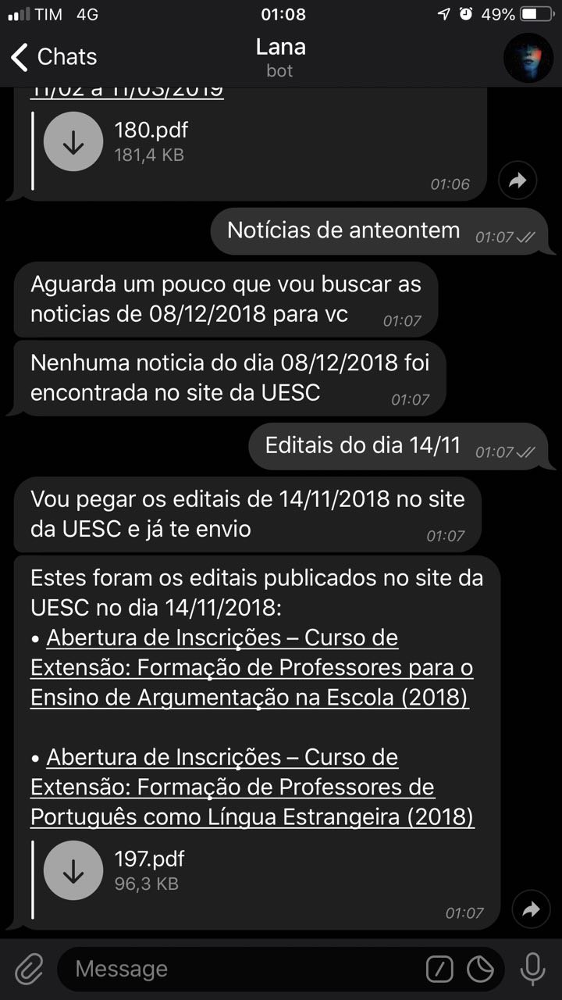 TIM 4G 01:08 49%
Chats Lana
bot
11/02 a 11/03/2019
180.pdf
181,4 KB
01:06
Notícias de anteontem 01:07
Aguarda um pouco que vou buscar as
noticias de 08/12/2018 para vc 01:07
Nenhuma noticia do dia 08/12/2018 foi
encontrada no site da UESC 01:07
Editais do dia 14/11 01:07
Vou pegar os editais de 14/11/2018 no site
da UESC e já te envio 01:07
Estes foram os editais publicados no site da
UESC no dia 14/11/2018:
• Abertura de Inscrições – Curso de
Extensão: Formação de Professores para o
Ensino de Argumentação na Escola (2018)
• Abertura de Inscrições – Curso de
Extensão: Formação de Professores de
Português como Língua Estrangeira (2018)
197.pdf
96,3 KB
01:07
Message